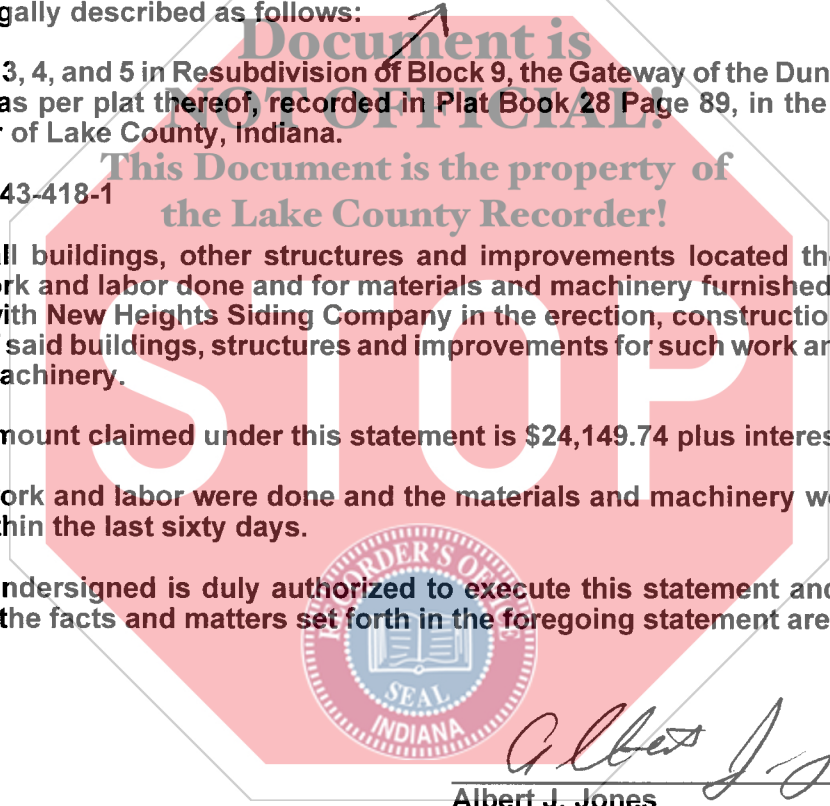 gally described as follows:
Document is
3, 4, and 5 in Resubdivision of Block 9, the Gateway of the Dun
NOT OFFICIAL!
as per plat thereof, recorded in Plat Book 28 Page 89, in the
of Lake County, Indiana.
This Document is the property of
43-418-1
the Lake County Recorder!
ll buildings, other structures and improvements located th
rk and labor done and for materials and machinery furnished
ith New Heights Siding Company in the erection, constructio
said buildings, structures and improvements for such work an
achinery.
STOP
mount claimed under this statement is $24,149.74 plus interes
ork and labor were done and the materials and machinery w
hin the last sixty days.
RECORDER'S OFFICE
ndersigned is duly authorized to execute this statement and
the facts and matters set forth in the foregoing statement are
SEAL
INDIANA
Albert J. J
Albert J. Jones